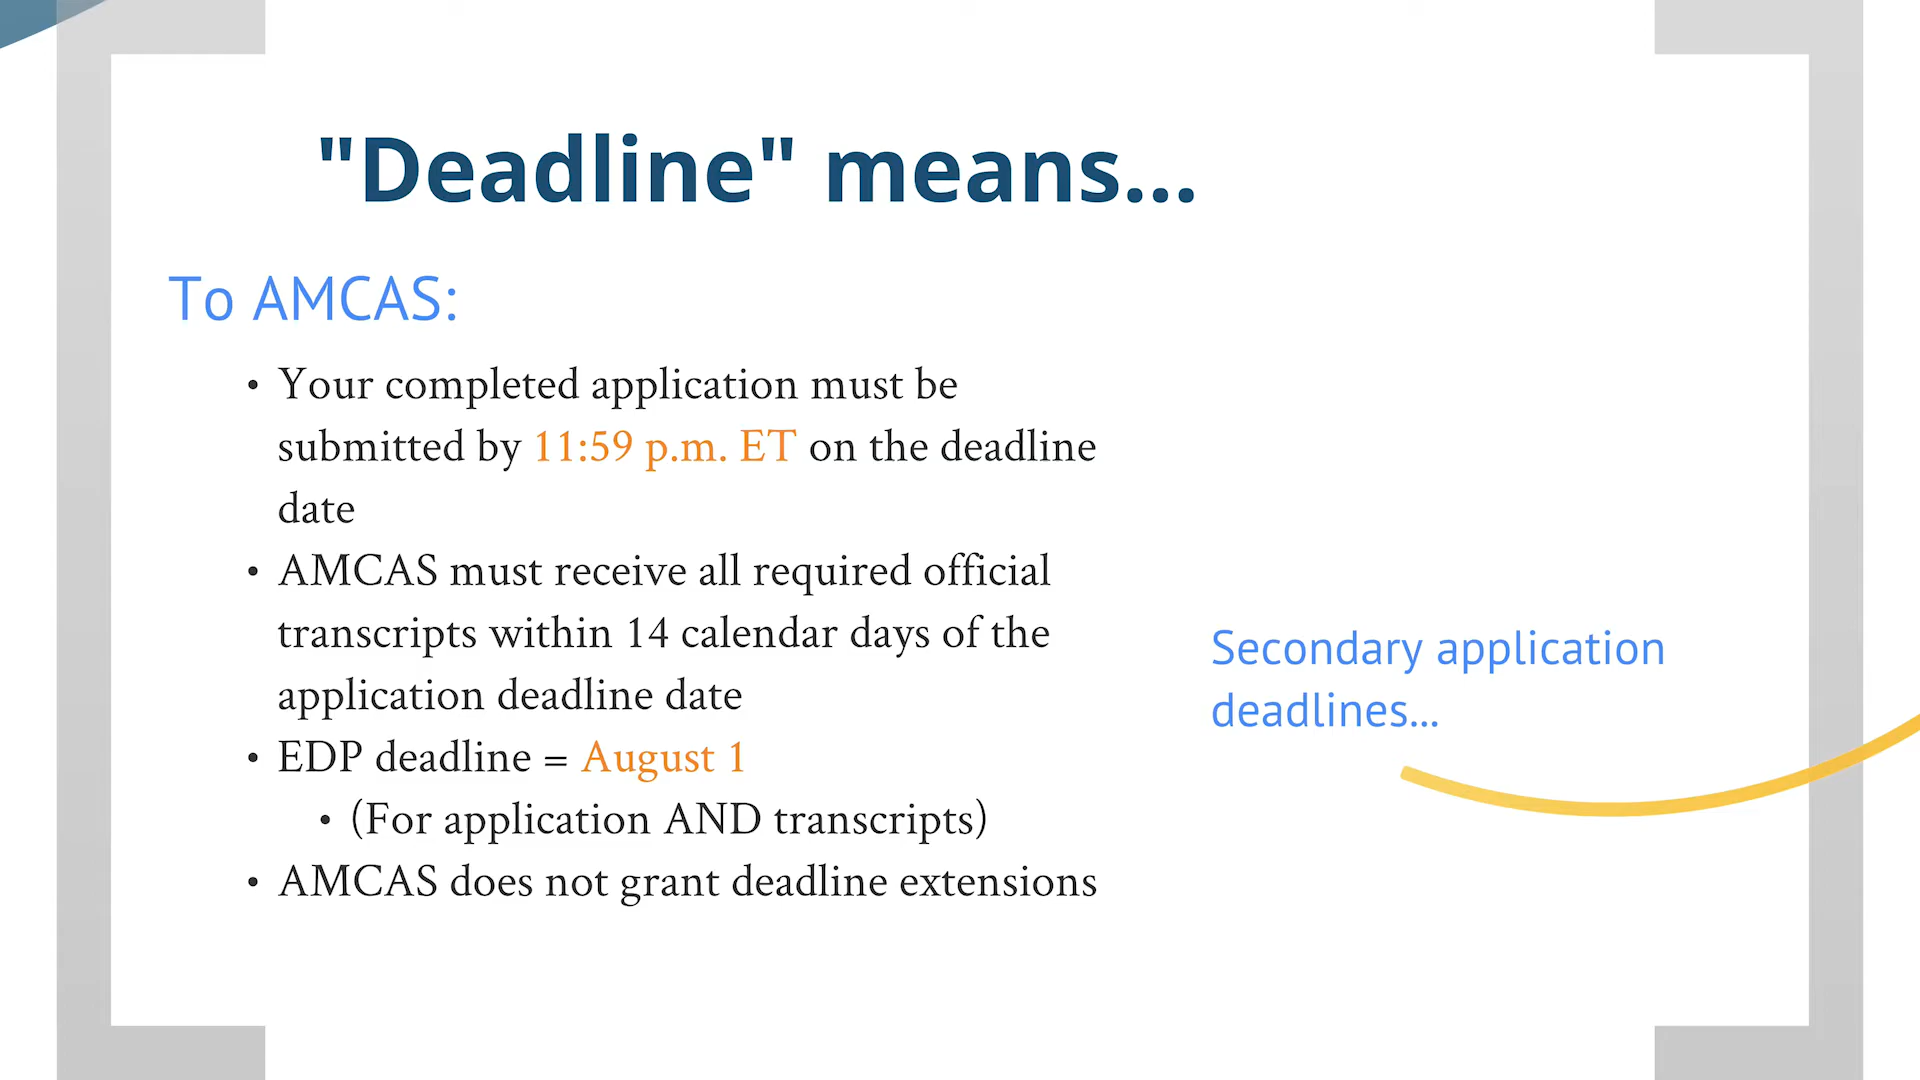 "Deadline" means...
To AMCAS:
• Your completed application must be
submitted by 11:59 p.m. ET on the deadline
date
• AMCAS must receive all required official
transcripts within 14 calendar days of the
application deadline date
• EDP deadline = August 1
• (For application AND transcripts)
• AMCAS does not grant deadline extensions
Secondary application
deadlines...